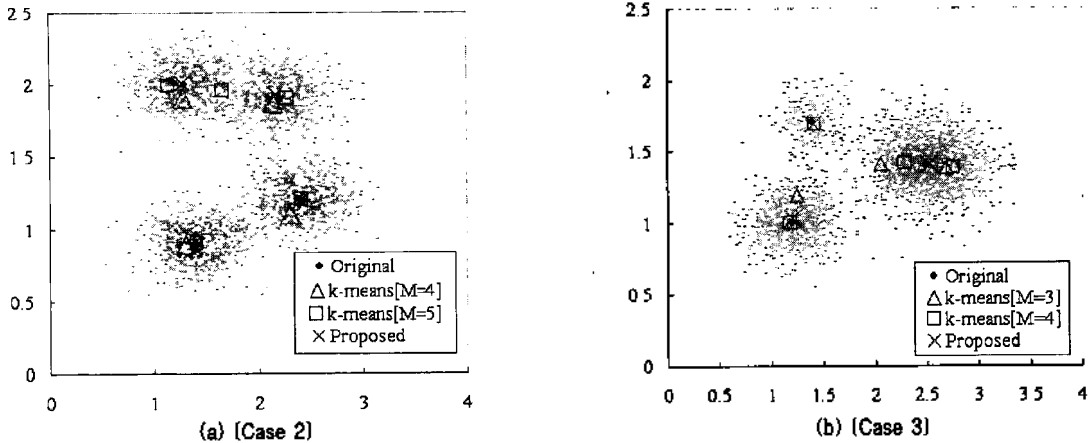 2.5
2
1.5
1
0.5
0
0
1
2
3
4
• Original
△ k-means[M=4]
□ k-means[M=5]
× Proposed
(a) [Case 2]
2.5
2
1.5
1
0.5
0
0
0.5
1
1.5
2
2.5
3
3.5
4
• Original
△ k-means[M=3]
□ k-means[M=4]
× Proposed
(b) [Case 3]